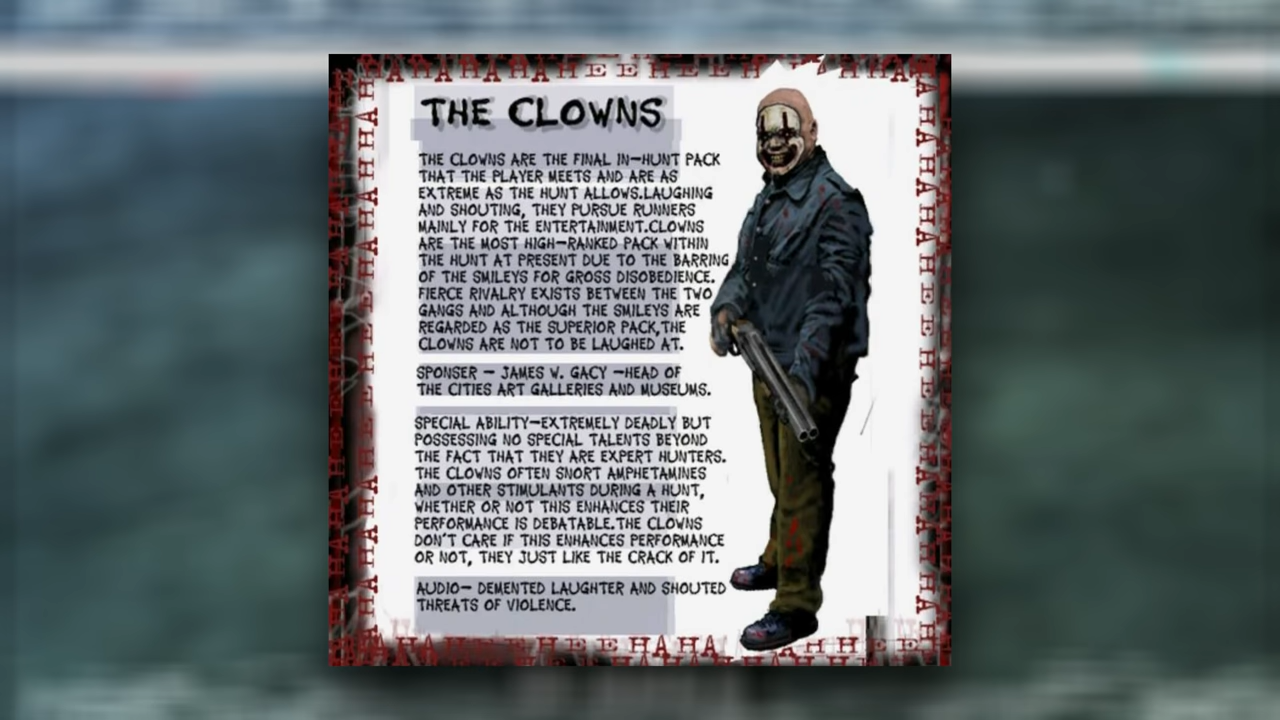 THE CLOWNS
THE CLOWNS ARE THE FINAL IN-HUNT PACK
THAT THE PLAYER MEETS AND ARE AS
EXTREME AS THE HUNT ALLOWS.LAUGHING
AND SHOUTING, THEY PURSUE RUNNERS
MAINLY FOR THE ENTERTAINMENT.CLOWNS
ARE THE MOST HIGH-RANKED PACK WITHIN
THE HUNT AT PRESENT DUE TO THE BARRING
OF THE SMILEYS FOR GROSS DISOBEDIENCE.
FIERCE RIVALRY EXISTS BETWEEN THE TWO
GANGS AND ALTHOUGH THE SMILEYS ARE
REGARDED AS THE SUPERIOR PACK,THE
CLOWNS ARE NOT TO BE LAUGHED AT.
SPONSER - JAMES W. GACY -HEAD OF
THE CITIES ART GALLERIES AND MUSEUMS.
SPECIAL ABILITY-EXTREMELY DEADLY BUT
POSSESSING NO SPECIAL TALENTS BEYOND
THE FACT THAT THEY ARE EXPERT HUNTERS.
THE CLOWNS OFTEN SNORT AMPHETAMINES
AND OTHER STIMULANTS DURING A HUNT,
WHETHER OR NOT THIS ENHANCES THEIR
PERFORMANCE IS DEBATABLE.THE CLOWNS
DON'T CARE IF THIS ENHANCES PERFORMANCE
OR NOT, THEY JUST LIKE THE CRACK OF IT.
AUDIO- DEMENTED LAUGHTER AND SHOUTED
THREATS OF VIOLENCE.